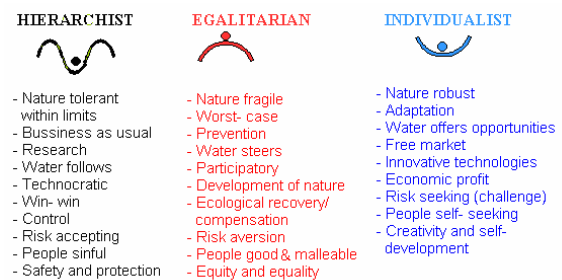 HIERARCHIST
- Nature tolerant
within limits
- Bussiness as usual
- Research
- Water follows
- Technocratic
- Win- win
- Control
- Risk accepting
- People sinful
- Safety and protection
EGALITARIAN
- Nature fragile
- Worst- case
- Prevention
- Water steers
- Participatory
- Development of nature
- Ecological recovery/
compensation
- Risk aversion
- People good & malleable
- Equity and equality
INDIVIDUALIST
- Nature robust
- Adaptation
- Water offers opportunities
- Free market
- Innovative technologies
- Economic profit
- Risk seeking (challenge)
- People self- seeking
- Creativity and self-
development